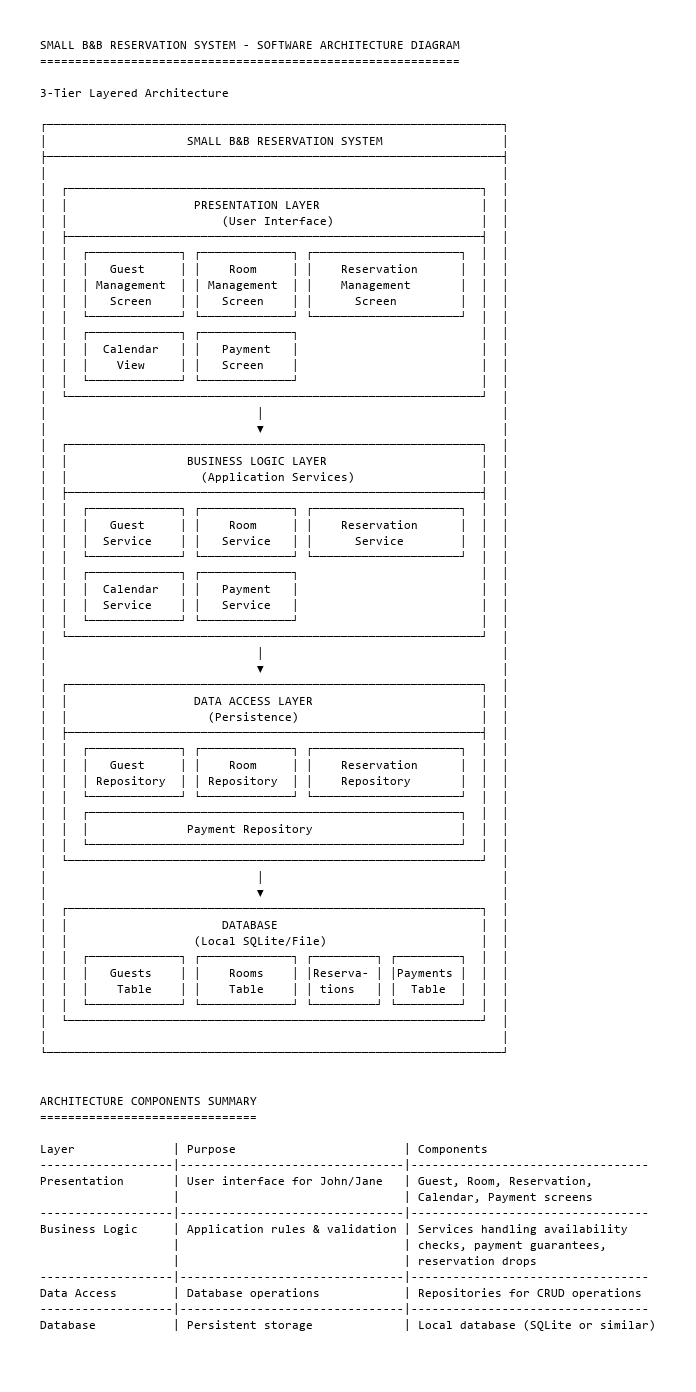 SMALL B&B RESERVATION SYSTEM - SOFTWARE ARCHITECTURE DIAGRAM
============================================================
3-Tier Layered Architecture
SMALL B&B RESERVATION SYSTEM
PRESENTATION LAYER
(User Interface)
Guest Room Reservation
Management Management Management
Screen Screen Screen
Calendar Payment
View Screen
▼
BUSINESS LOGIC LAYER
(Application Services)
Guest Room Reservation
Service Service Service
Calendar Payment
Service Service
▼
DATA ACCESS LAYER
(Persistence)
Guest Room Reservation
Repository Repository Repository
Payment Repository
▼
DATABASE
(Local SQLite/File)
Guests Rooms Reserva- Payments
Table Table tions Table
ARCHITECTURE COMPONENTS SUMMARY
===============================
Layer | Purpose | Components
-------------------|--------------------------------|----------------------------------
Presentation | User interface for John/Jane | Guest, Room, Reservation,
| | Calendar, Payment screens
-------------------|--------------------------------|----------------------------------
Business Logic | Application rules & validation | Services handling availability
| | checks, payment guarantees,
| | reservation drops
-------------------|--------------------------------|----------------------------------
Data Access | Database operations | Repositories for CRUD operations
-------------------|--------------------------------|----------------------------------
Database | Persistent storage | Local database (SQLite or similar)